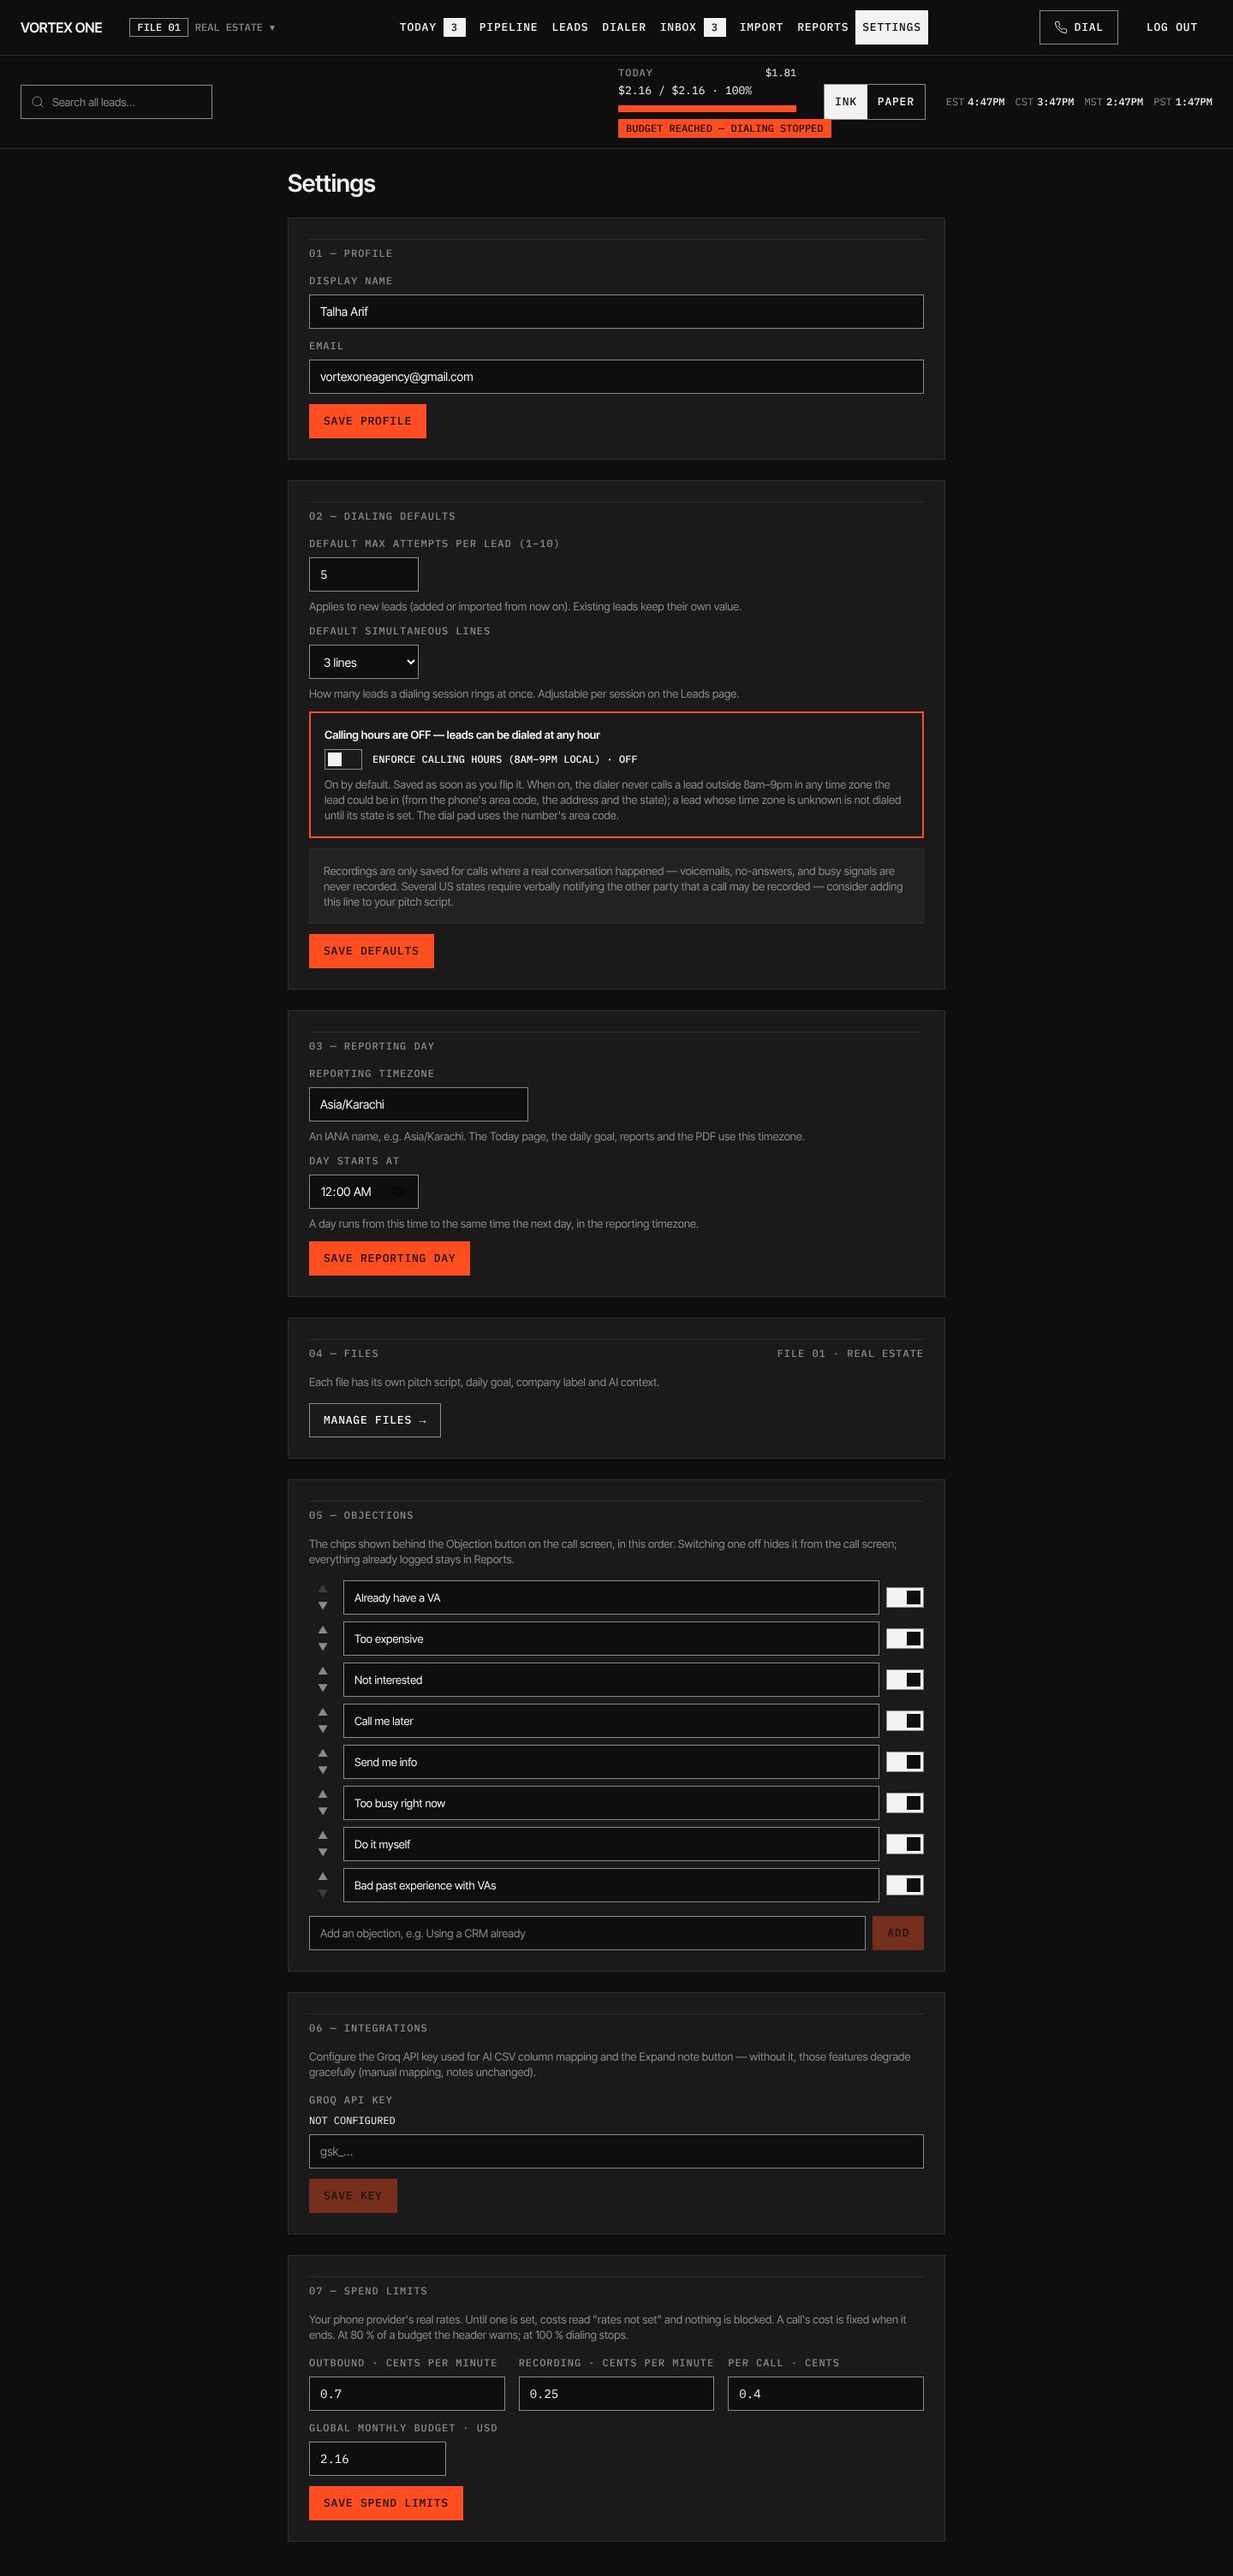 VORTEX ONE FILE 01 REAL ESTATE ▾ TODAY 3 PIPELINE LEADS DIALER INBOX 3 IMPORT REPORTS SETTINGS DIAL LOG OUT
Search all leads...
TODAY $1.81
$2.16 / $2.16 · 100%
BUDGET REACHED — DIALING STOPPED
INK PAPER
EST 4:47PM CST 3:47PM MST 2:47PM PST 1:47PM
Settings
01 — PROFILE
DISPLAY NAME
Talha Arif
EMAIL
vortexoneagency@gmail.com
SAVE PROFILE
02 — DIALING DEFAULTS
DEFAULT MAX ATTEMPTS PER LEAD (1–10)
5
Applies to new leads (added or imported from now on). Existing leads keep their own value.
DEFAULT SIMULTANEOUS LINES
3 lines
How many leads a dialing session rings at once. Adjustable per session on the Leads page.
Calling hours are OFF — leads can be dialed at any hour
ENFORCE CALLING HOURS (8AM–9PM LOCAL) · OFF
On by default. Saved as soon as you flip it. When on, the dialer never calls a lead outside 8am–9pm in any time zone the
lead could be in (from the phone's area code, the address and the state); a lead whose time zone is unknown is not dialed
until its state is set. The dial pad uses the number's area code.
Recordings are only saved for calls where a real conversation happened — voicemails, no-answers, and busy signals are
never recorded. Several US states require verbally notifying the other party that a call may be recorded — consider adding
this line to your pitch script.
SAVE DEFAULTS
03 — REPORTING DAY
REPORTING TIMEZONE
Asia/Karachi
An IANA name, e.g. Asia/Karachi. The Today page, the daily goal, reports and the PDF use this timezone.
DAY STARTS AT
12:00 AM
A day runs from this time to the same time the next day, in the reporting timezone.
SAVE REPORTING DAY
04 — FILES FILE 01 · REAL ESTATE
Each file has its own pitch script, daily goal, company label and AI context.
MANAGE FILES →
05 — OBJECTIONS
The chips shown behind the Objection button on the call screen, in this order. Switching one off hides it from the call screen;
everything already logged stays in Reports.
Already have a VA
Too expensive
Not interested
Call me later
Send me info
Too busy right now
Do it myself
Bad past experience with VAs
Add an objection, e.g. Using a CRM already ADD
06 — INTEGRATIONS
Configure the Groq API key used for AI CSV column mapping and the Expand note button — without it, those features degrade
gracefully (manual mapping, notes unchanged).
GROQ API KEY
NOT CONFIGURED
gsk_...
SAVE KEY
07 — SPEND LIMITS
Your phone provider's real rates. Until one is set, costs read "rates not set" and nothing is blocked. A call's cost is fixed when it
ends. At 80 % of a budget the header warns; at 100 % dialing stops.
OUTBOUND · CENTS PER MINUTE RECORDING · CENTS PER MINUTE PER CALL · CENTS
0.7 0.25 0.4
GLOBAL MONTHLY BUDGET · USD
2.16
SAVE SPEND LIMITS